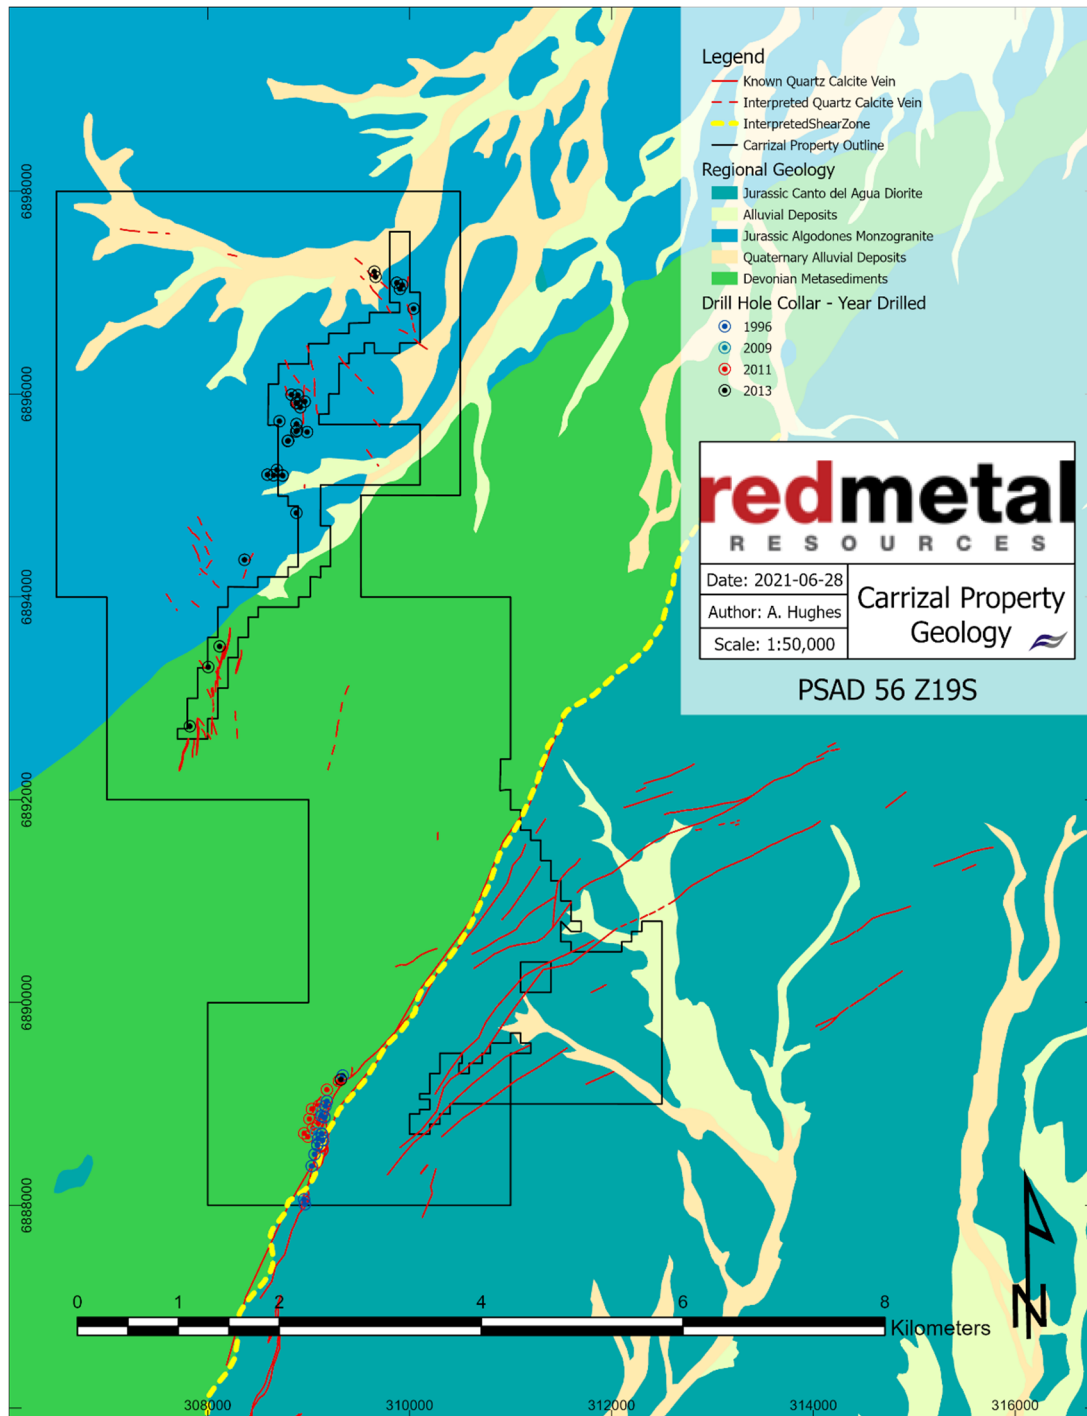 Legend
Known Quartz Calcite Vein
Interpreted Quartz Calcite Vein
InterpretedShearZone
Carrizal Property Outline
Regional Geology
Jurassic Canto del Agua Diorite
Alluvial Deposits
Jurassic Algodones Monzogranite
Quaternary Alluvial Deposits
Devonian Metasediments
Drill Hole Collar - Year Drilled
1996
2009
2011
2013
redmetal
RESOURCES
Date: 2021-06-28
Author: A. Hughes
Scale: 1:50,000
Carrizal Property
Geology
PSAD 56 Z19S
6898000
6896000
6894000
6892000
6890000
6888000
N
0 1 2 4 6 8
Kilometers
308000 310000 312000 314000 316000